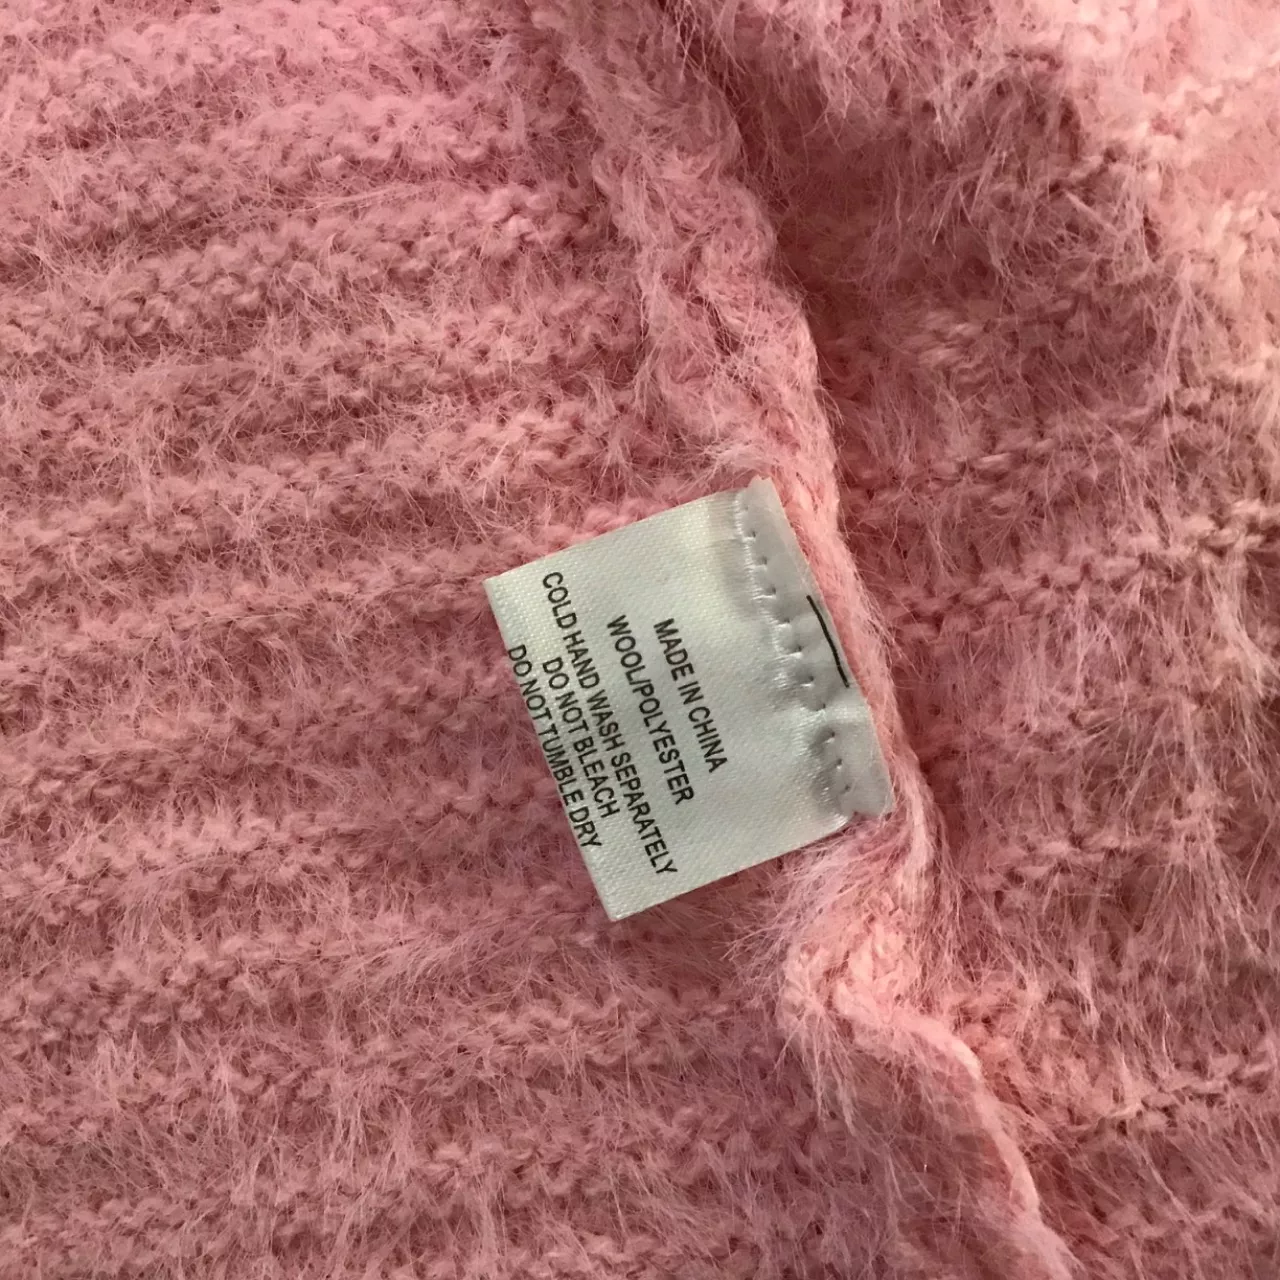 MADE IN CHINA
WOOL/POLYESTER
COLD HAND WASH SEPARATELY
DO NOT BLEACH
DO NOT TUMBLE DRY